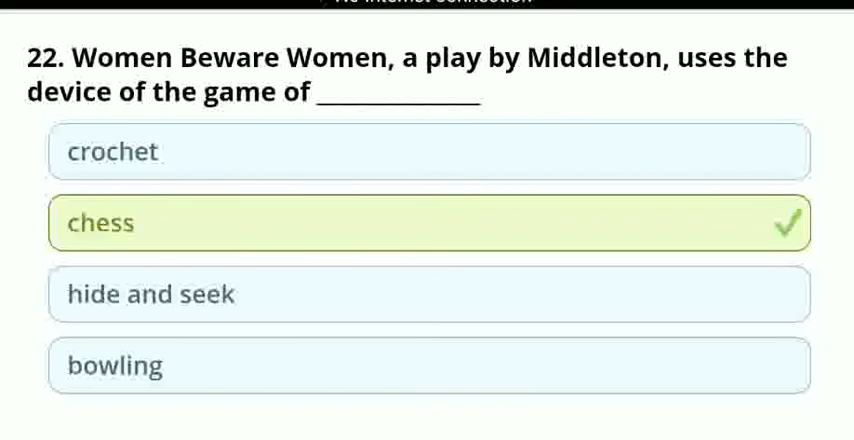 22. Women Beware Women, a play by Middleton, uses the
device of the game of ____________
crochet
chess
hide and seek
bowling